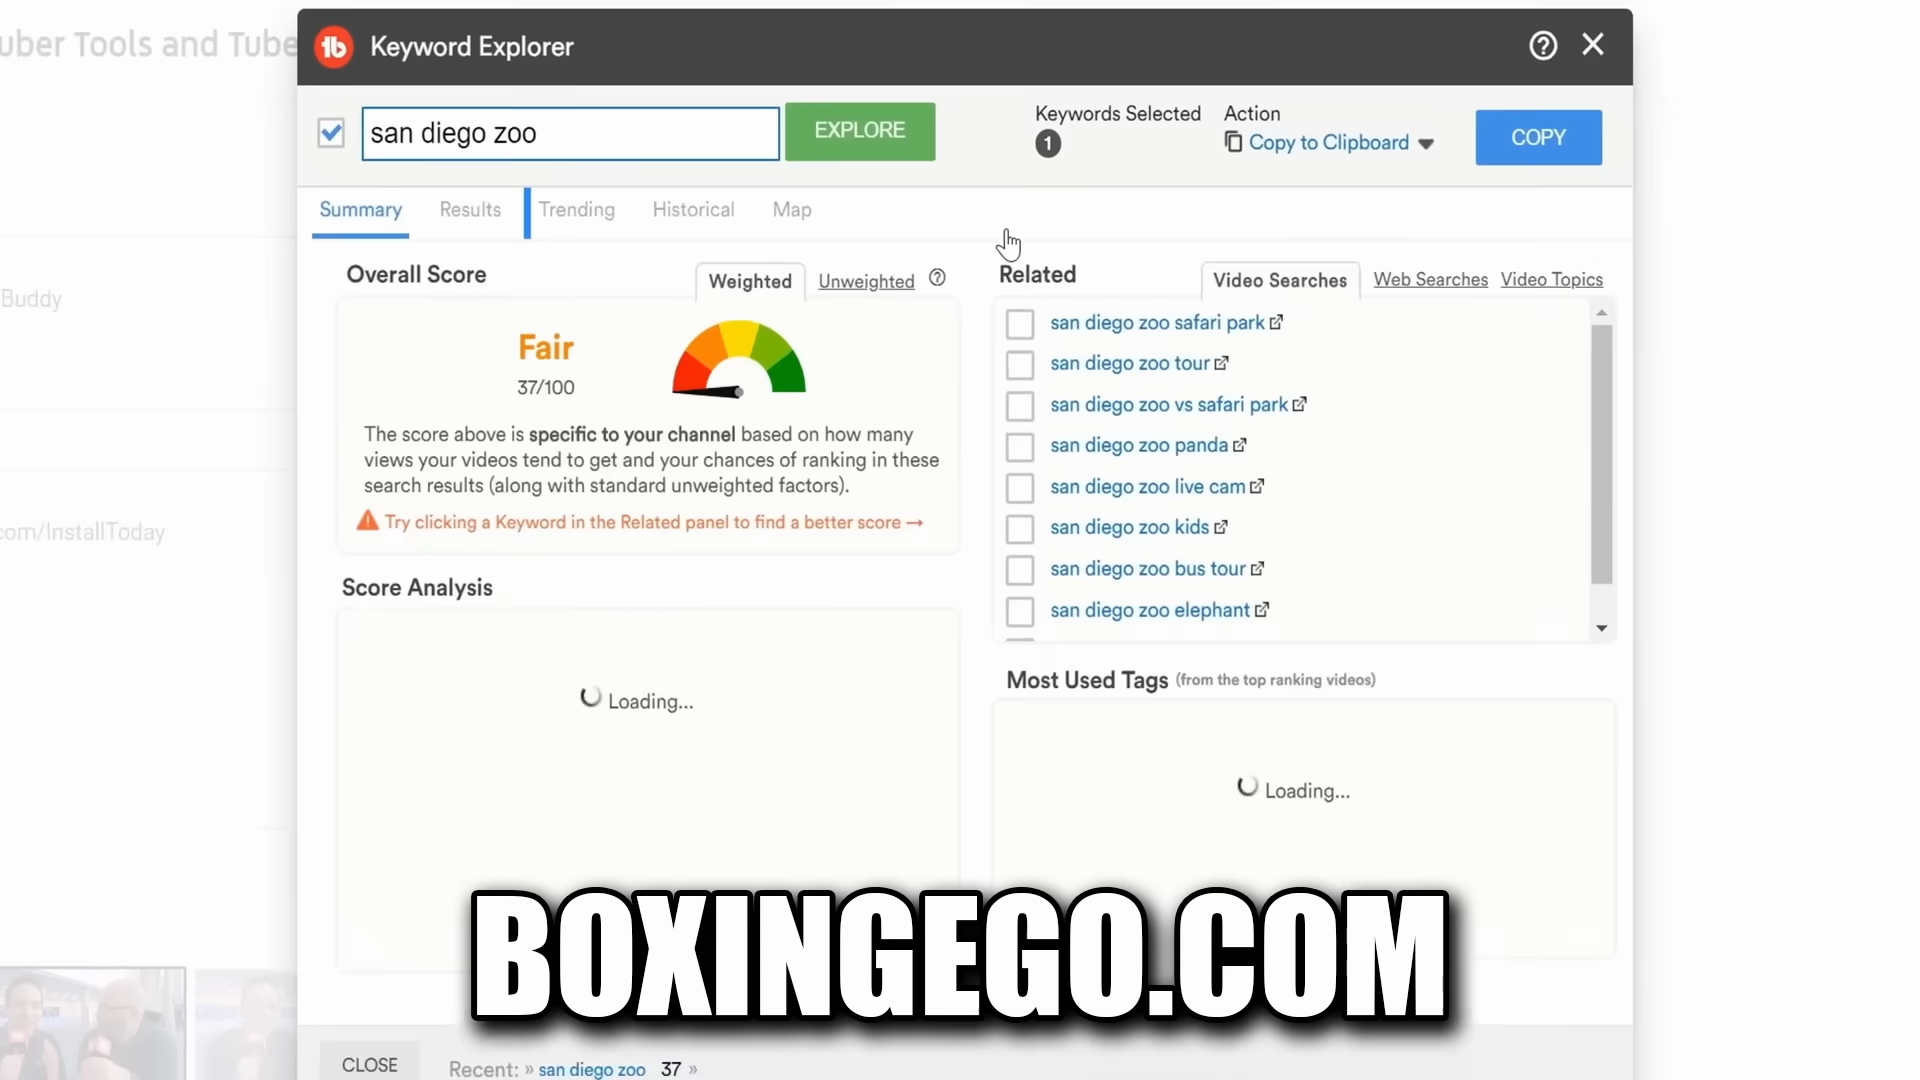 uber Tools and Tube
Keyword Explorer
san diego zoo
EXPLORE
Keywords Selected
1
Action
Copy to Clipboard
COPY
Summary
Results
Trending
Historical
Map
Overall Score
Weighted
Unweighted
Fair
37/100
The score above is specific to your channel based on how many
views your videos tend to get and your chances of ranking in these
search results (along with standard unweighted factors).
Try clicking a Keyword in the Related panel to find a better score →
Related
Video Searches
Web Searches
Video Topics
san diego zoo safari park
san diego zoo tour
san diego zoo vs safari park
san diego zoo panda
san diego zoo live cam
san diego zoo kids
san diego zoo bus tour
san diego zoo elephant
Score Analysis
Loading...
Most Used Tags (from the top ranking videos)
Loading...
Buddy
com/InstallToday
BOXINGEGO.COM
CLOSE
Recent: » san diego zoo 37 »